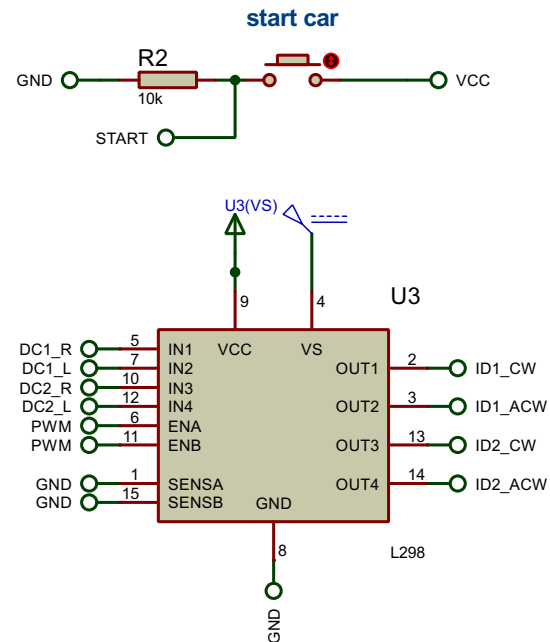 start car
R2
GND
10k
VCC
START
U3(VS)
U3
9
4
VCC
VS
DC1_R 5 IN1
DC1_L 7 IN2
DC2_R 10 IN3
DC2_L 12 IN4
PWM 6 ENA
PWM 11 ENB
GND 1 SENSA
GND 15 SENSB
OUT1 2 ID1_CW
OUT2 3 ID1_ACW
OUT3 13 ID2_CW
OUT4 14 ID2_ACW
GND
8
L298
GND